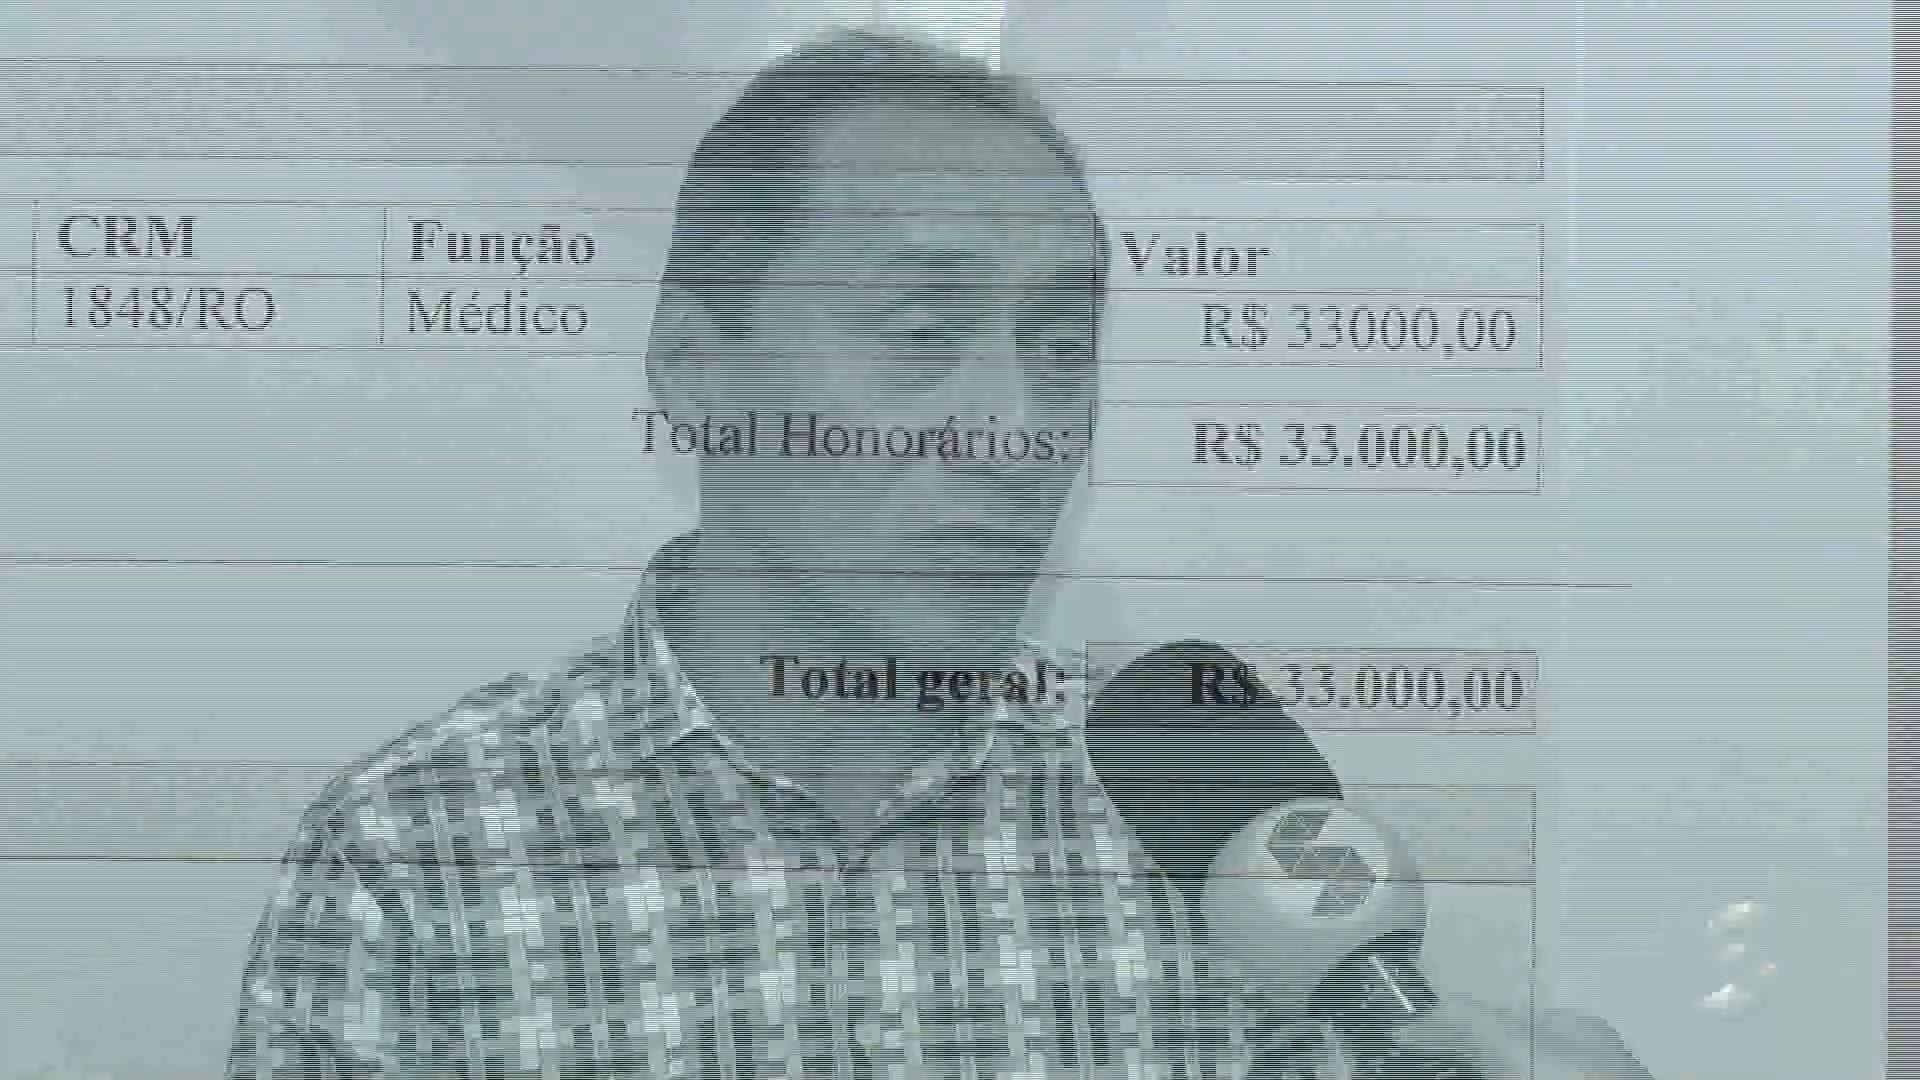 CRM Função Valor
1848/RO Médico R$ 33000,00
Total Honorários: R$ 33.000,00
Total geral: R$ 33.000,00